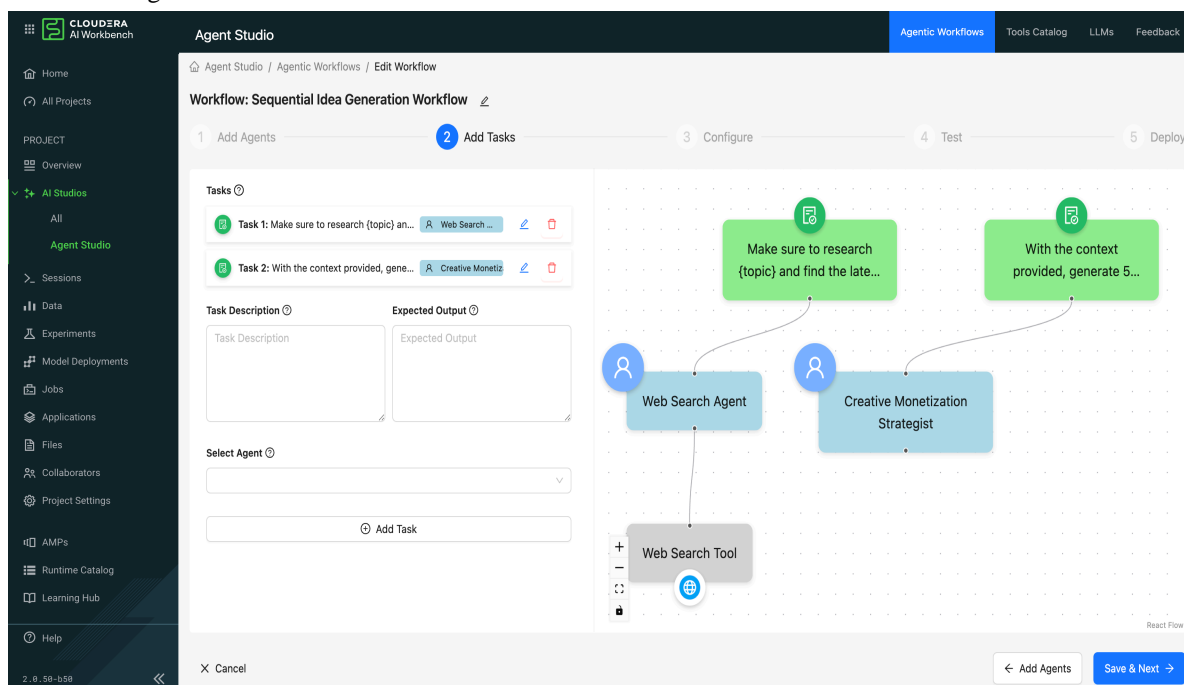 CLOUDERA
AI Workbench
Agent Studio
Agentic Workflows
Tools Catalog
LLMs
Feedback
Home
All Projects
PROJECT
Overview
AI Studios
All
Agent Studio
Sessions
Data
Experiments
Model Deployments
Jobs
Applications
Files
Collaborators
Project Settings
AMPs
Runtime Catalog
Learning Hub
Help
2.0.50-b50
Agent Studio / Agentic Workflows / Edit Workflow
Workflow: Sequential Idea Generation Workflow
1 Add Agents
2 Add Tasks
3 Configure
4 Test
5 Deploy
Tasks
Task 1: Make sure to research {topic} an... Web Search ...
Task 2: With the context provided, gene... Creative Monetiz
Task Description
Expected Output
Task Description
Expected Output
Select Agent
Add Task
Make sure to research
{topic} and find the late...
With the context
provided, generate 5...
Web Search Agent
Creative Monetization
Strategist
Web Search Tool
React Flow
Cancel
Add Agents
Save & Next